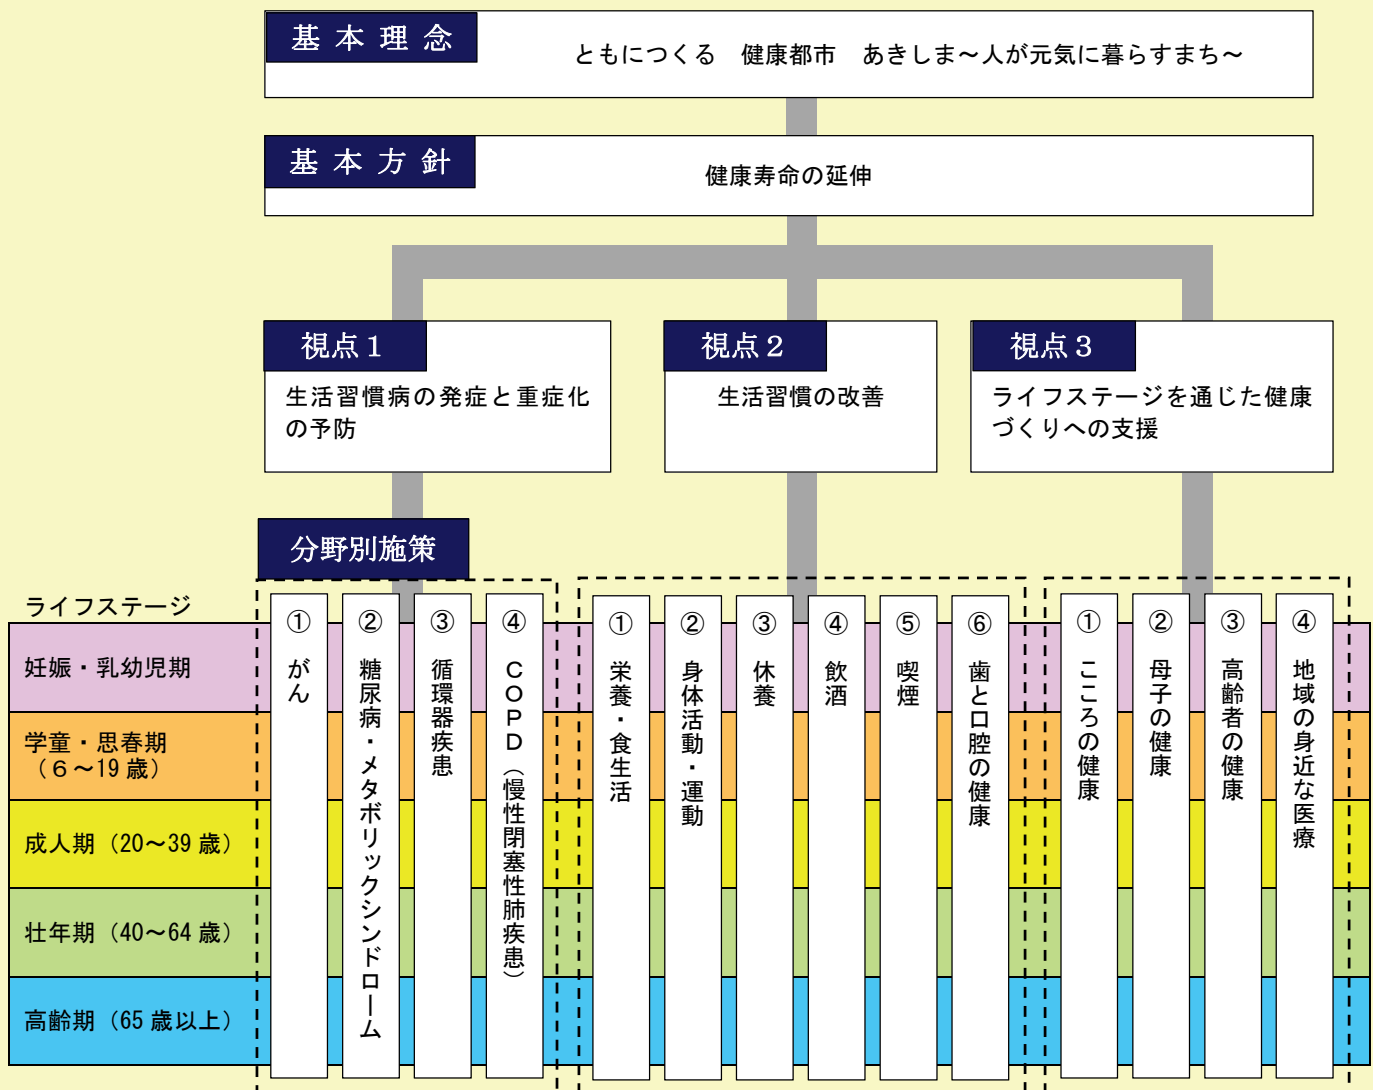 基本理念
ともにつくる　健康都市　あきしま～人が元気に暮らすまち～
基本方針
健康寿命の延伸
視点１
生活習慣病の発症と重症化
の予防
視点２
生活習慣の改善
視点３
ライフステージを通じた健康
づくりへの支援
分野別施策
ライフステージ
妊娠・乳幼児期
学童・思春期
（６～19 歳）
成人期（20～39 歳）
壮年期（40～64 歳）
高齢期（65 歳以上）
① がん
② 糖尿病・メタボリックシンドローム
③ 循環器疾患
④ ＣＯＰＤ（慢性閉塞性肺疾患）
① 栄養・食生活
② 身体活動・運動
③ 休養
④ 飲酒
⑤ 喫煙
⑥ 歯と口腔の健康
① こころの健康
② 母子の健康
③ 高齢者の健康
④ 地域の身近な医療